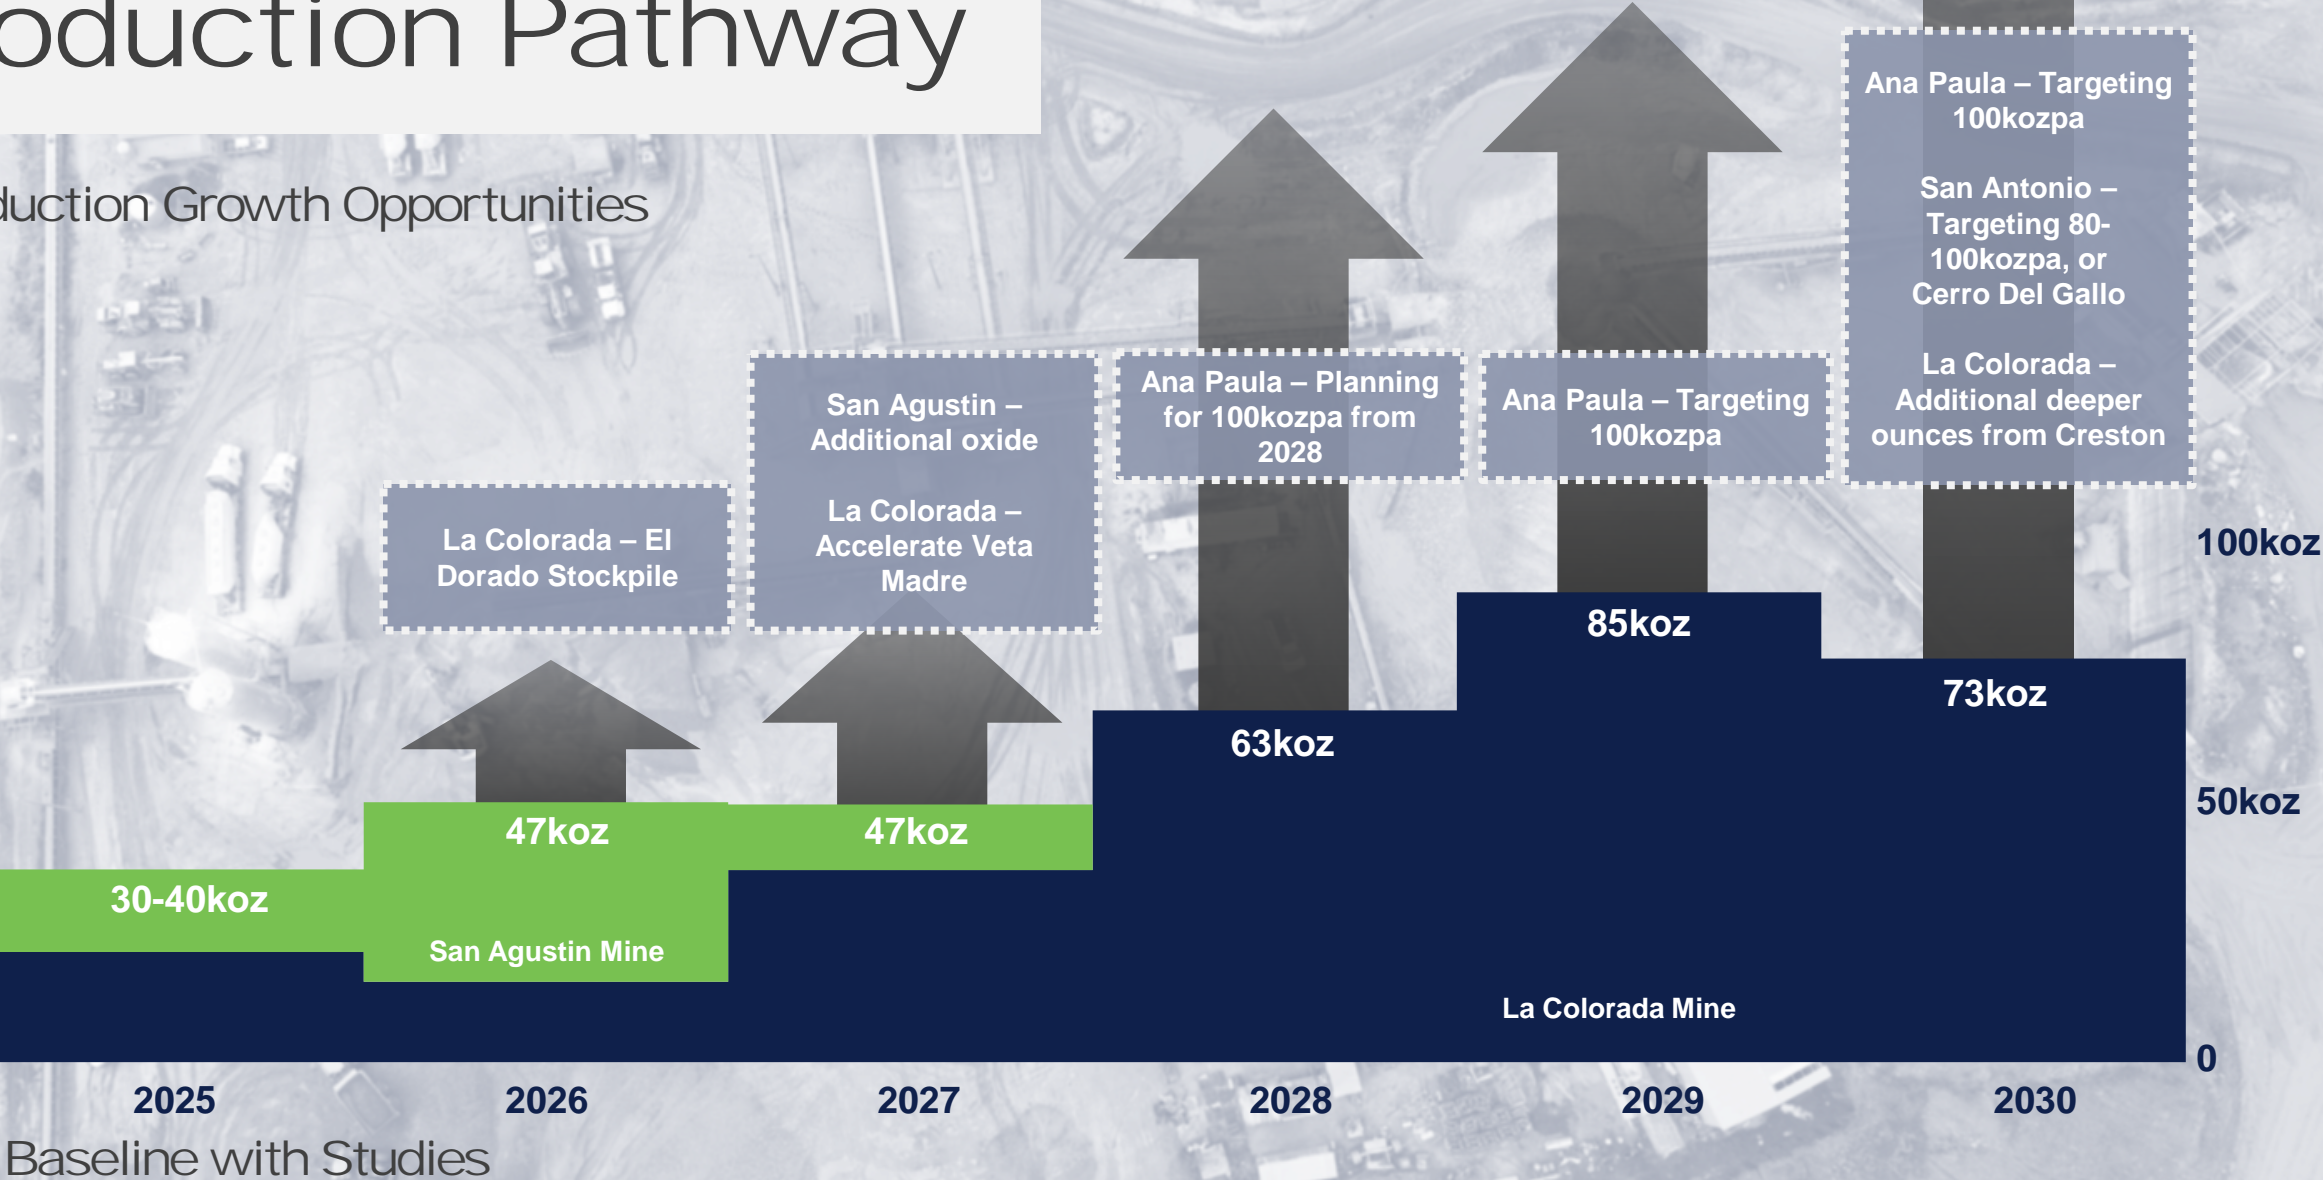 oduction Pathway
duction Growth Opportunities
La Colorada – El
Dorado Stockpile
San Agustin –
Additional oxide
La Colorada –
Accelerate Veta
Madre
Ana Paula – Planning
for 100kozpa from
2028
Ana Paula – Targeting
100kozpa
Ana Paula – Targeting
100kozpa
San Antonio –
Targeting 80-
100kozpa, or
Cerro Del Gallo
La Colorada –
Additional deeper
ounces from Creston
100koz
50koz
0
30-40koz
47koz
47koz
63koz
85koz
73koz
San Agustin Mine
La Colorada Mine
2025
2026
2027
2028
2029
2030
Baseline with Studies